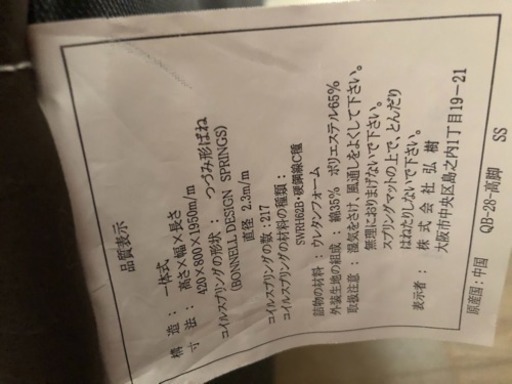 品質表示
構造： 一体式
寸法： 高さ×幅×長さ
420×800×1950m/m
コイルスプリングの形状： つづみ形ばね
(BONNELL DESIGN SPRINGS)
直径 2.3m/m
コイルスプリングの数：217
コイルスプリングの材料の種類：
SWRH62B・硬鋼線C種
詰物の材料：ウレタンフォーム
外装生地の組成：綿35% ポリエステル65%
取扱注意：湿気をさけ、風通しをよくして下さい。
無理におりまげないで下さい。
スプリングマットの上で、とんだり
はねたりしないで下さい。
表示者： 株式会社弘樹
大阪市中央区島之内1丁目19-21
QB-28-高脚 SS
原産国：中国